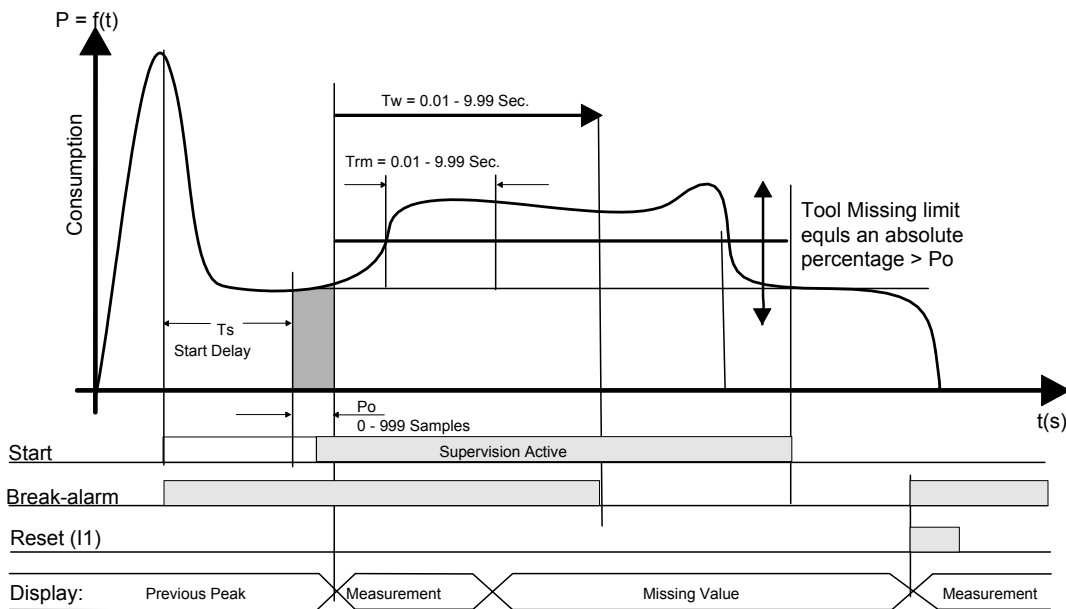 P = f(t)
Consumption
Tw = 0.01 - 9.99 Sec.
Trm = 0.01 - 9.99 Sec.
Tool Missing limit
equls an absolute
percentage > Po
Ts
Start Delay
Po
0 - 999 Samples
t(s)
Start
Supervision Active
Break-alarm
Reset (I1)
Display:
Previous Peak
Measurement
Missing Value
Measurement